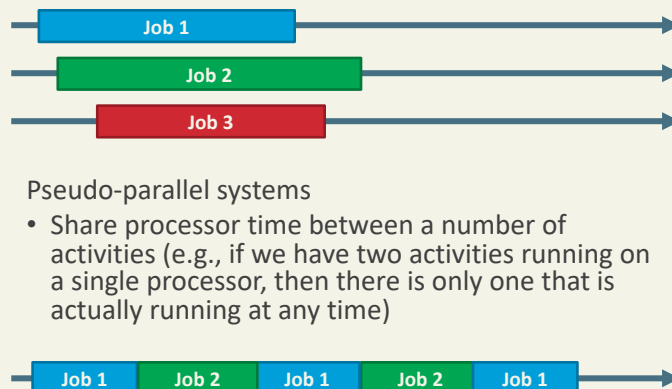 Job 1
Job 2
Job 3
Pseudo-parallel systems
• Share processor time between a number of
activities (e.g., if we have two activities running on
a single processor, then there is only one that is
actually running at any time)
Job 1 Job 2 Job 1 Job 2 Job 1